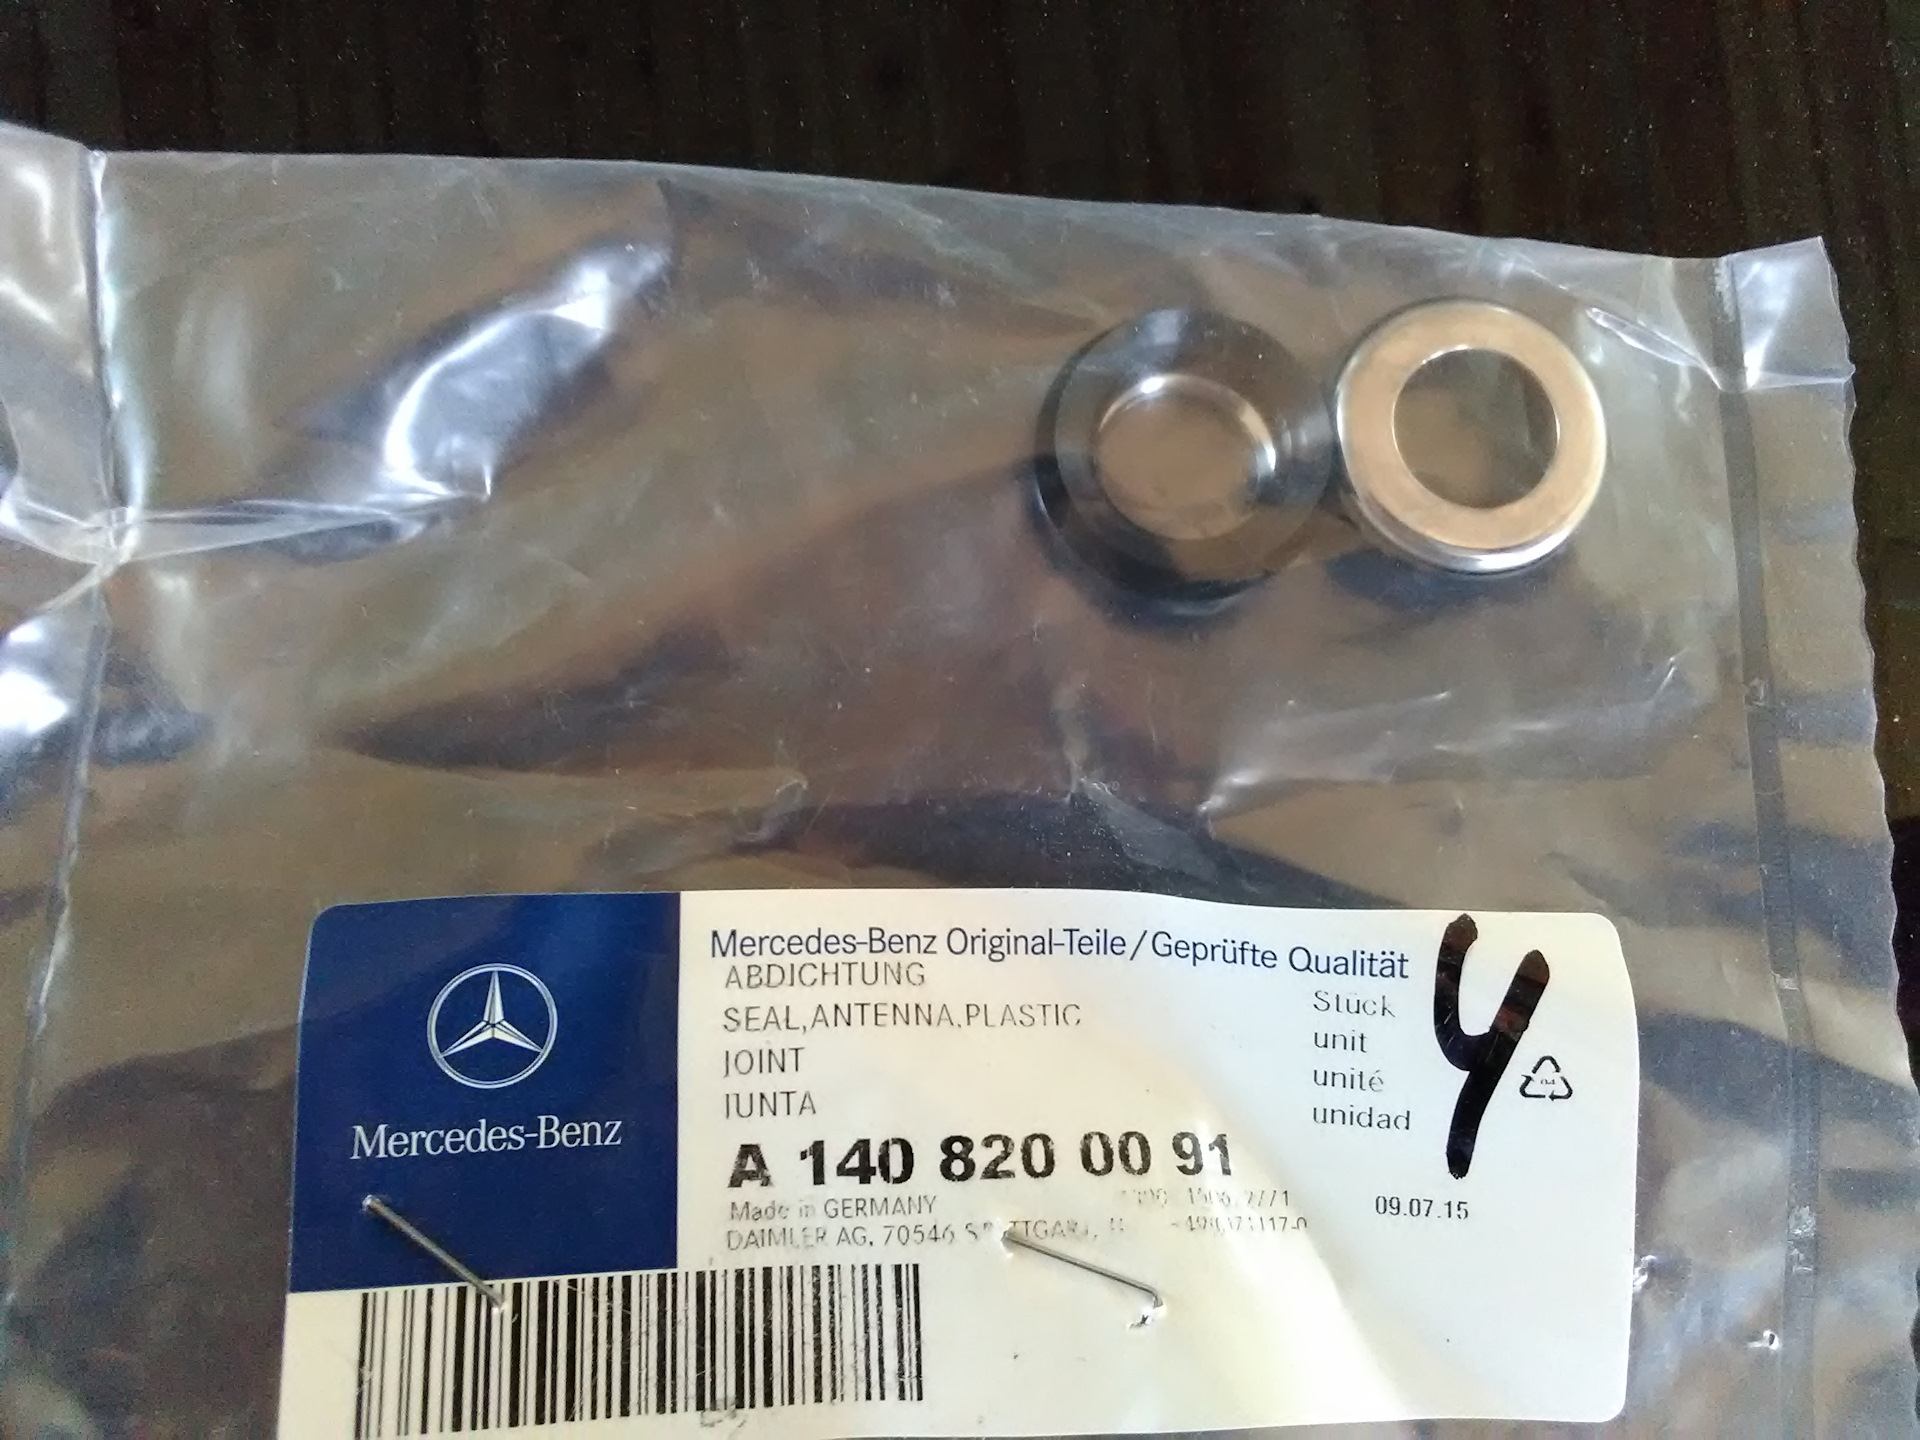 Mercedes-Benz
Mercedes-Benz Original-Teile/Geprüfte Qualität
ABDICHTUNG
SEAL,ANTENNA,PLASTIC
JOINT
JUNTA
Stück
unit
unité
unidad
4
A 140 820 00 91
Made in GERMANY
09.07.15
DAIMLER AG, 70546